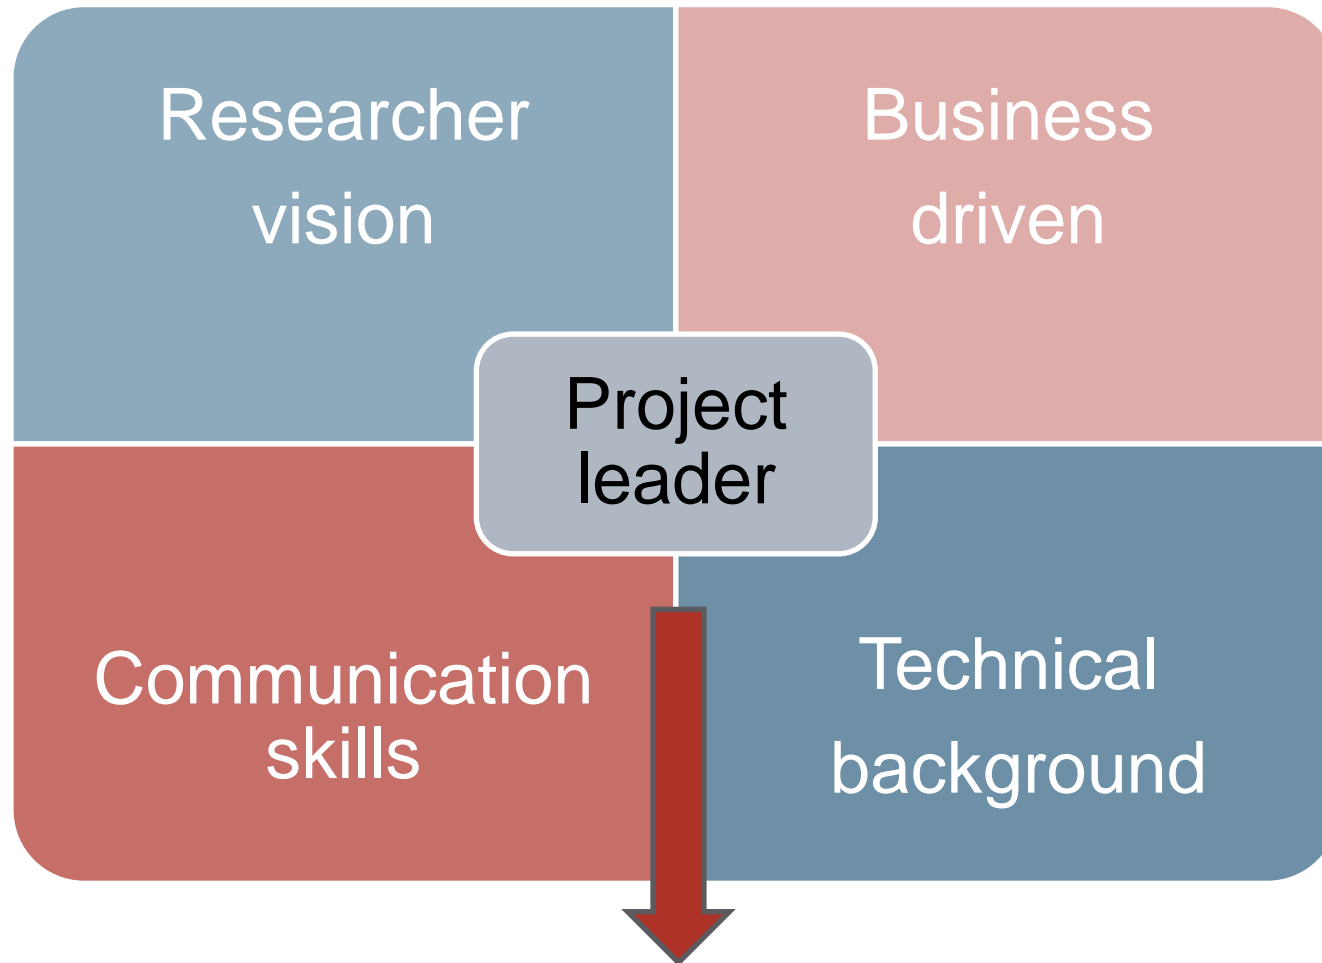 Researcher
vision
Business
driven
Project
leader
Communication
skills
Technical
background